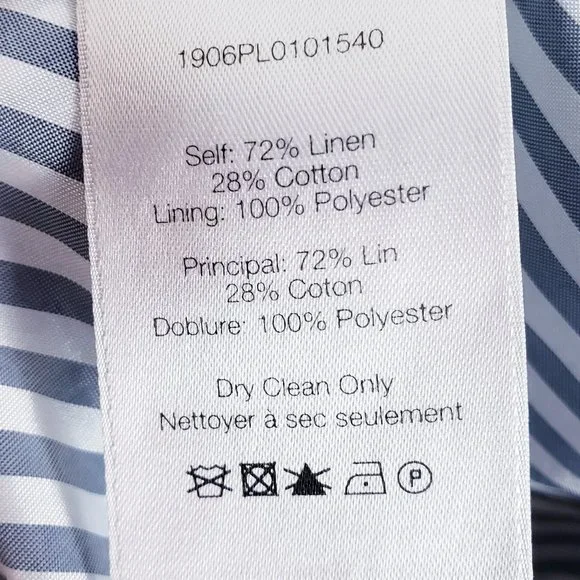 1906PL0101540
Self: 72% Linen
28% Cotton
Lining: 100% Polyester
Principal: 72% Lin
28% Coton
Doblure: 100% Polyester
Dry Clean Only
Nettoyer à sec seulement
P